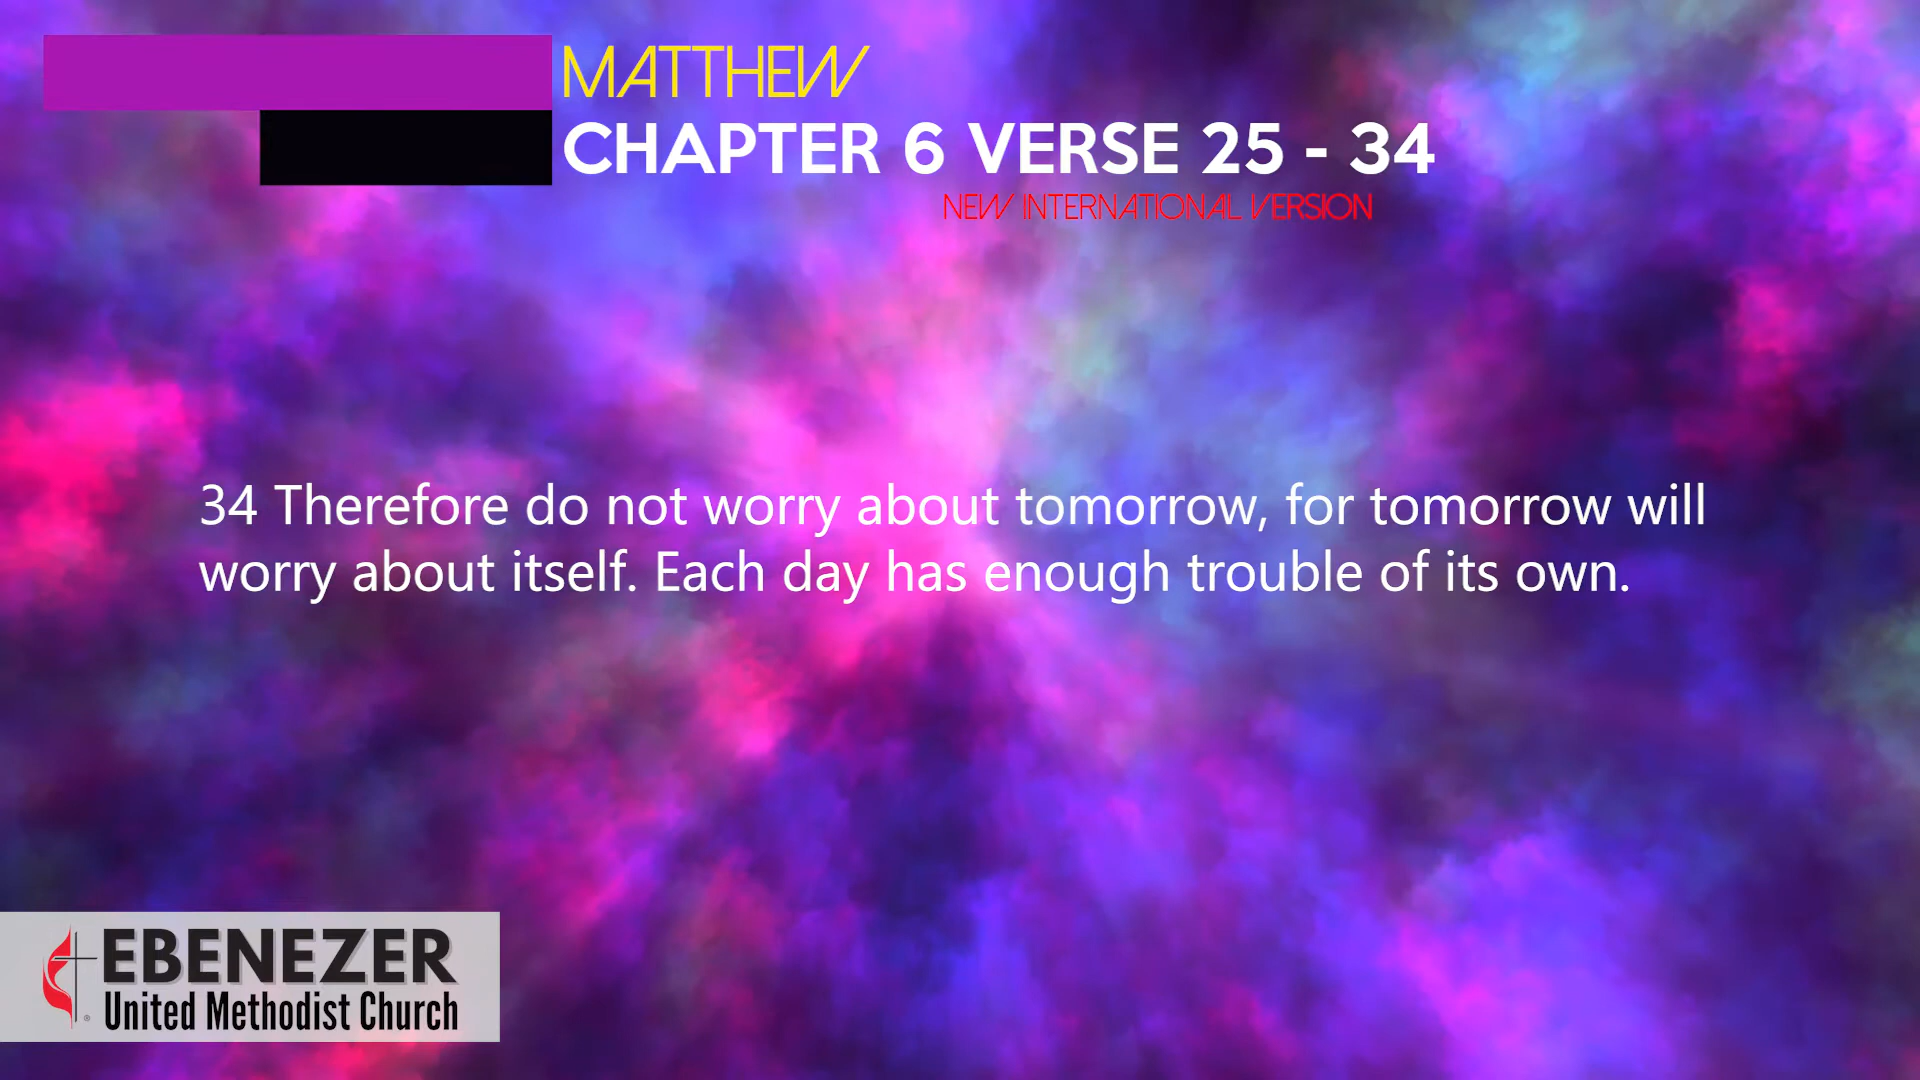 MATTHEW
CHAPTER 6 VERSE 25 - 34
NEW INTERNATIONAL VERSION
34 Therefore do not worry about tomorrow, for tomorrow will
worry about itself. Each day has enough trouble of its own.
EBENEZER
United Methodist Church
®